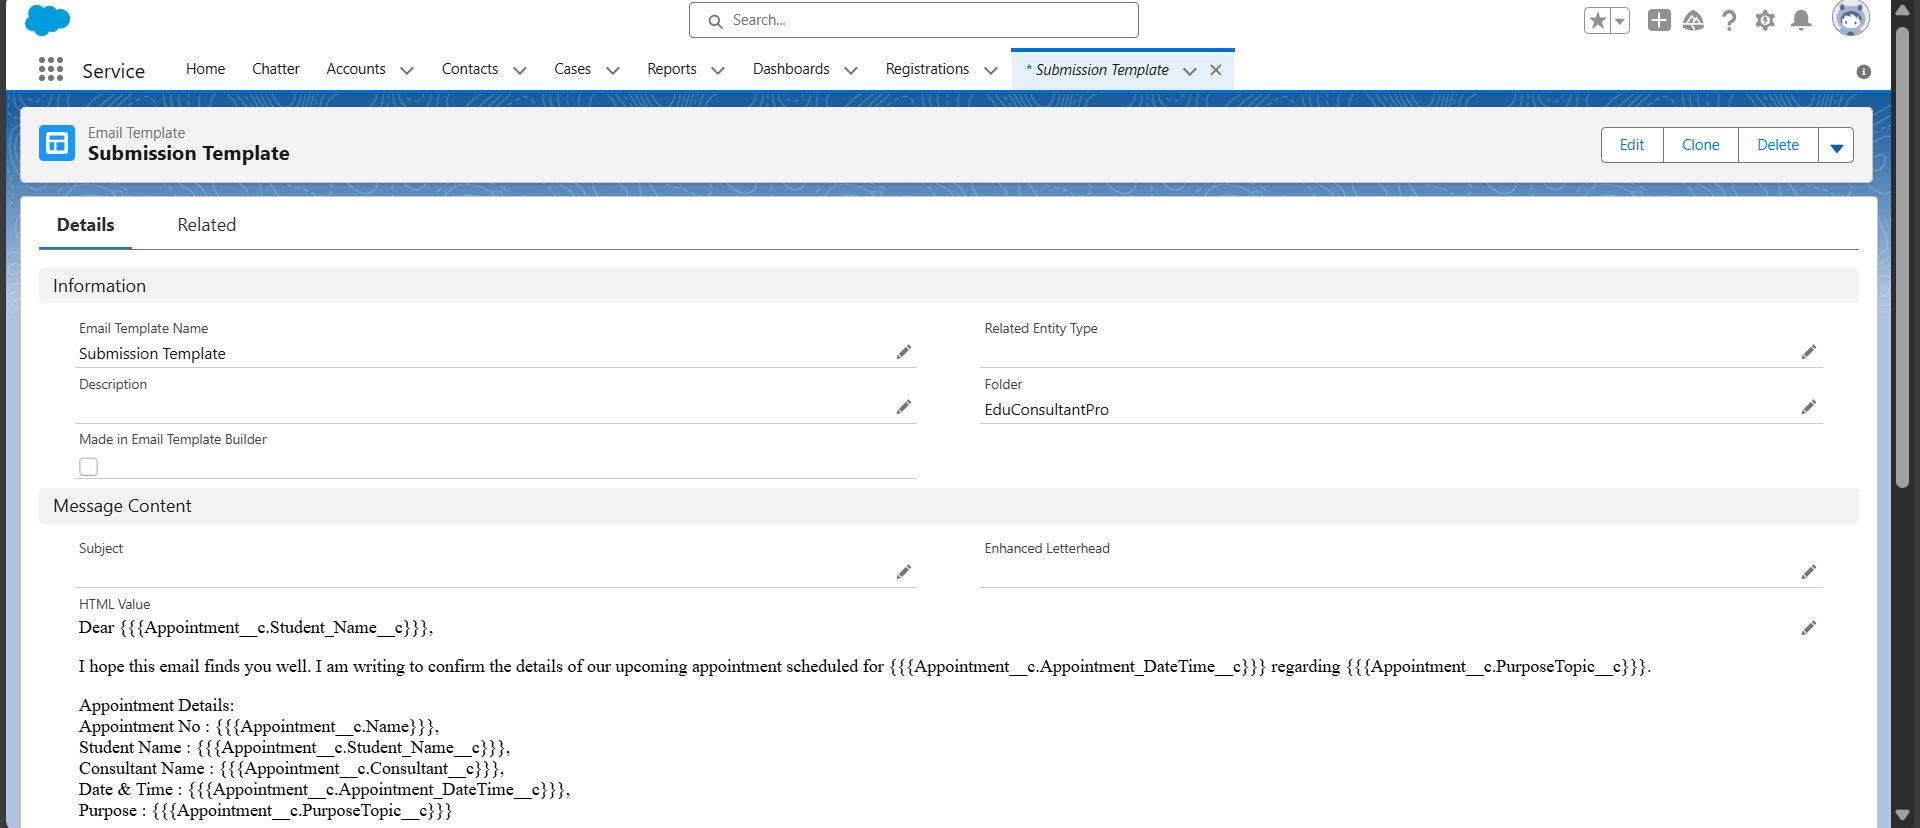 Search...
Service
Home
Chatter
Accounts
Contacts
Cases
Reports
Dashboards
Registrations
* Submission Template
Email Template
Submission Template
Edit
Clone
Delete
Details
Related
Information
Email Template Name
Submission Template
Related Entity Type
Description
Folder
EduConsultantPro
Made in Email Template Builder
Message Content
Subject
Enhanced Letterhead
HTML Value
Dear {{{Appointment__c.Student_Name__c}}},
I hope this email finds you well. I am writing to confirm the details of our upcoming appointment scheduled for {{{Appointment__c.Appointment_DateTime__c}}} regarding {{{Appointment__c.PurposeTopic__c}}}.
Appointment Details:
Appointment No : {{{Appointment__c.Name}}},
Student Name : {{{Appointment__c.Student_Name__c}}},
Consultant Name : {{{Appointment__c.Consultant__c}}},
Date & Time : {{{Appointment__c.Appointment_DateTime__c}}},
Purpose : {{{Appointment__c.PurposeTopic__c}}}